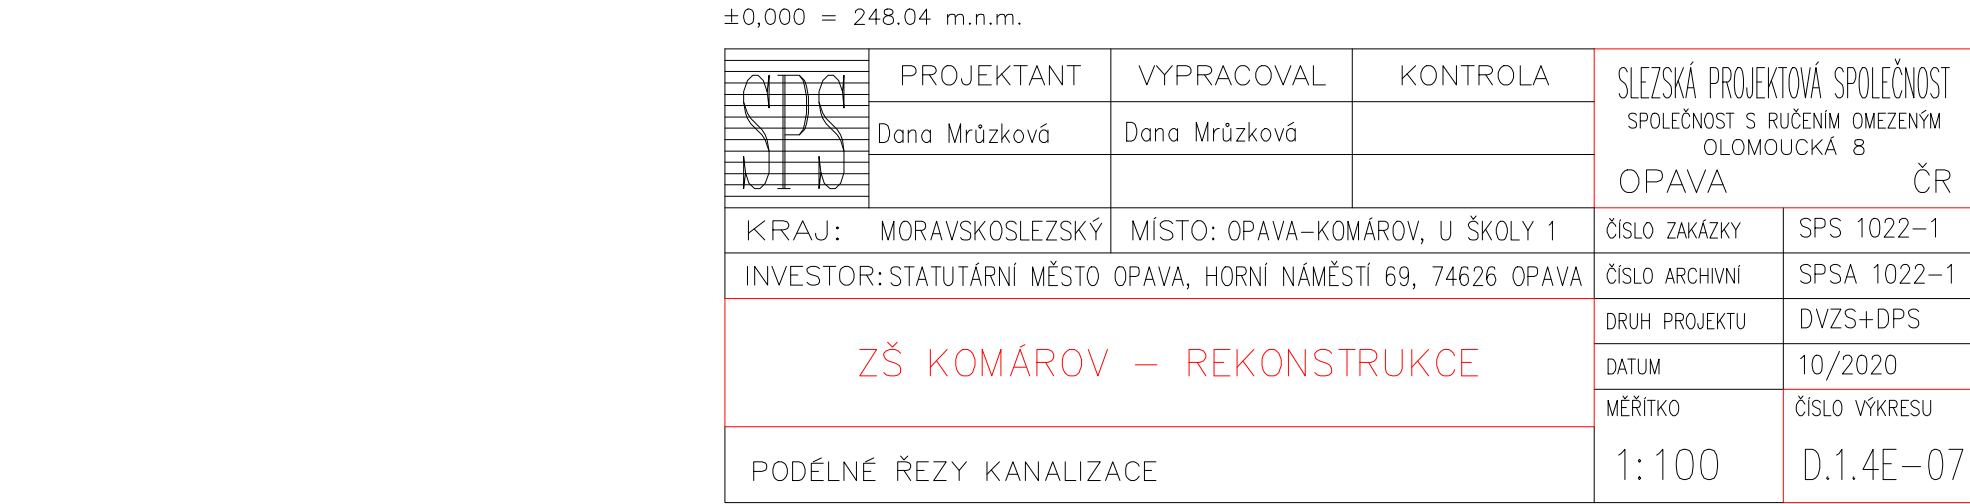 ±0,000 = 248.04 m.n.m.
SPS
PROJEKTANT VYPRACOVAL KONTROLA
Dana Mrůzková Dana Mrůzková
SLEZSKÁ PROJEKTOVÁ SPOLEČNOST
SPOLEČNOST S RUČENÍM OMEZENÝM
OLOMOUCKÁ 8
OPAVA ČR
KRAJ: MORAVSKOSLEZSKÝ MÍSTO: OPAVA-KOMÁROV, U ŠKOLY 1
INVESTOR: STATUTÁRNÍ MĚSTO OPAVA, HORNÍ NÁMĚSTÍ 69, 74626 OPAVA
ČÍSLO ZAKÁZKY SPS 1022-1
ČÍSLO ARCHIVNÍ SPSA 1022-1
DRUH PROJEKTU DVZS+DPS
DATUM 10/2020
ZŠ KOMÁROV - REKONSTRUKCE
MĚŘÍTKO ČÍSLO VÝKRESU
1:100 D.1.4E-07
PODÉLNÉ ŘEZY KANALIZACE